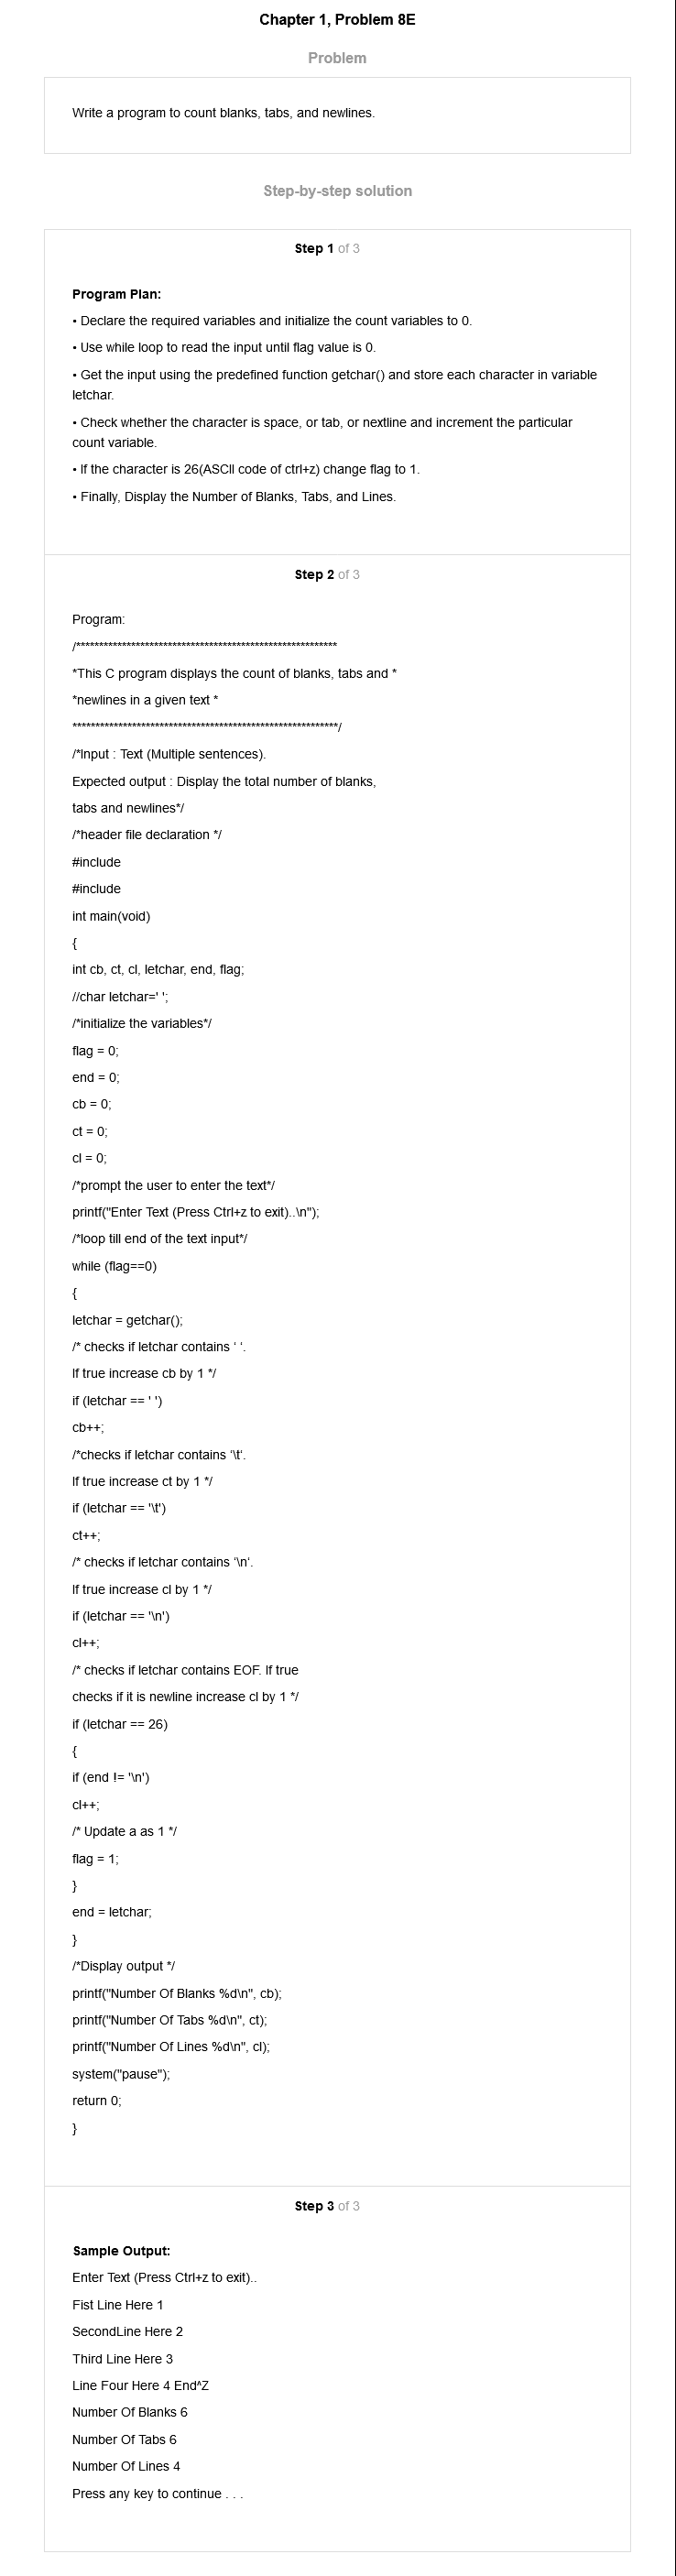 Chapter 1, Problem 8E
Problem
Write a program to count blanks, tabs, and newlines.
Step-by-step solution
Step 1 of 3
Program Plan:
• Declare the required variables and initialize the count variables to 0.
• Use while loop to read the input until flag value is 0.
• Get the input using the predefined function getchar() and store each character in variable
letchar.
• Check whether the character is space, or tab, or nextline and increment the particular
count variable.
• If the character is 26(ASCII code of ctrl+z) change flag to 1.
• Finally, Display the Number of Blanks, Tabs, and Lines.
Step 2 of 3
Program:
/*********************************************************
*This C program displays the count of blanks, tabs and *
*newlines in a given text *
**********************************************************/
/*Input : Text (Multiple sentences).
Expected output : Display the total number of blanks,
tabs and newlines*/
/*header file declaration */
#include
#include
int main(void)
{
int cb, ct, cl, letchar, end, flag;
//char letchar=' ';
/*initialize the variables*/
flag = 0;
end = 0;
cb = 0;
ct = 0;
cl = 0;
/*prompt the user to enter the text*/
printf("Enter Text (Press Ctrl+z to exit)..\n");
/*loop till end of the text input*/
while (flag==0)
{
letchar = getchar();
/* checks if letchar contains ‘ ‘.
If true increase cb by 1 */
if (letchar == ' ')
cb++;
/*checks if letchar contains ‘\t‘.
If true increase ct by 1 */
if (letchar == '\t')
ct++;
/* checks if letchar contains ‘\n‘.
If true increase cl by 1 */
if (letchar == '\n')
cl++;
/* checks if letchar contains EOF. If true
checks if it is newline increase cl by 1 */
if (letchar == 26)
{
if (end != '\n')
cl++;
/* Update a as 1 */
flag = 1;
}
end = letchar;
}
/*Display output */
printf("Number Of Blanks %d\n", cb);
printf("Number Of Tabs %d\n", ct);
printf("Number Of Lines %d\n", cl);
system("pause");
return 0;
}
Step 3 of 3
Sample Output:
Enter Text (Press Ctrl+z to exit)..
Fist Line Here 1
SecondLine Here 2
Third Line Here 3
Line Four Here 4 End^Z
Number Of Blanks 6
Number Of Tabs 6
Number Of Lines 4
Press any key to continue . . .